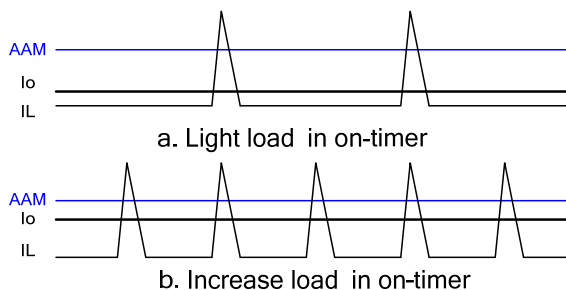 AAM
Io
IL
a. Light load in on-timer
AAM
Io
IL
b. Increase load in on-timer